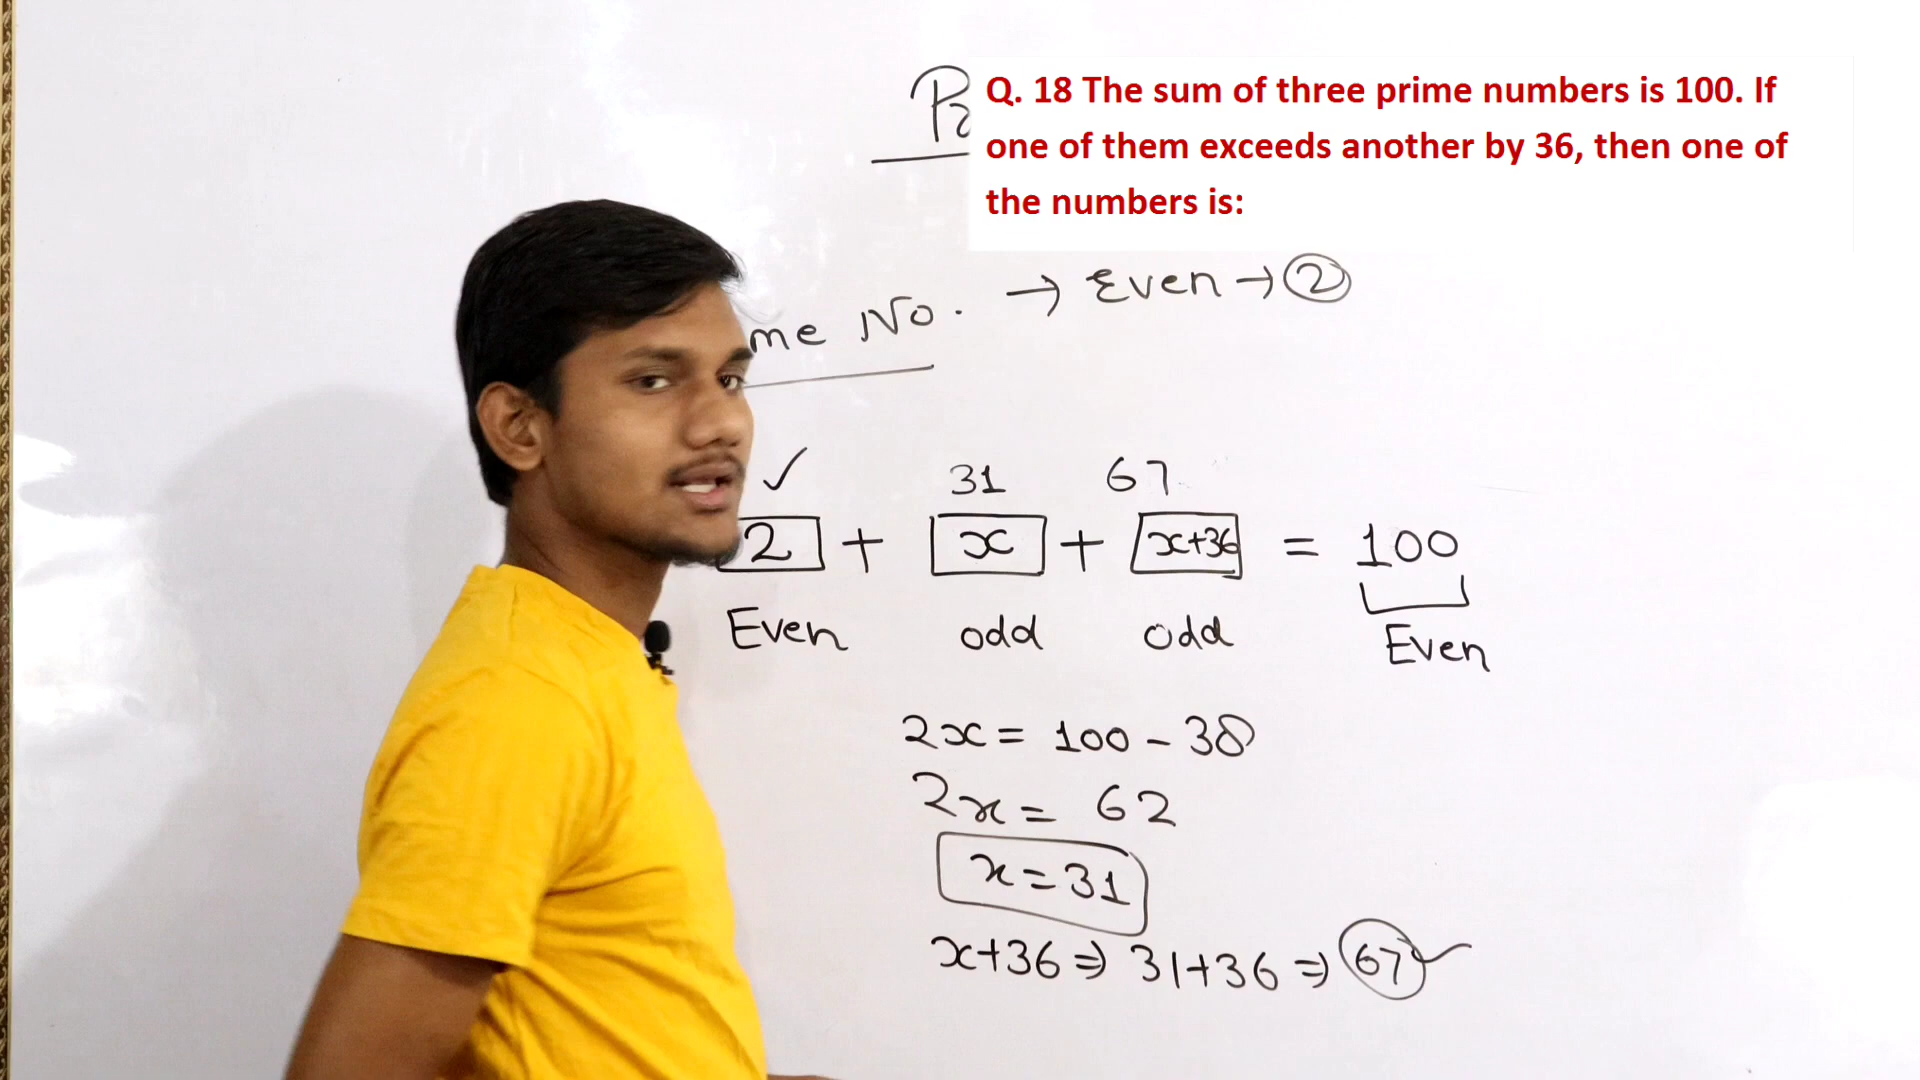 Q. 18 The sum of three prime numbers is 100. If
one of them exceeds another by 36, then one of
the numbers is:
me No. → Even → 2
✓ 31 67
2 + x + x+36 = 100
Even odd odd Even
2x = 100 - 38
2x = 62
x = 31
x+36 ⇒ 31+36 ⇒ 67 ✓